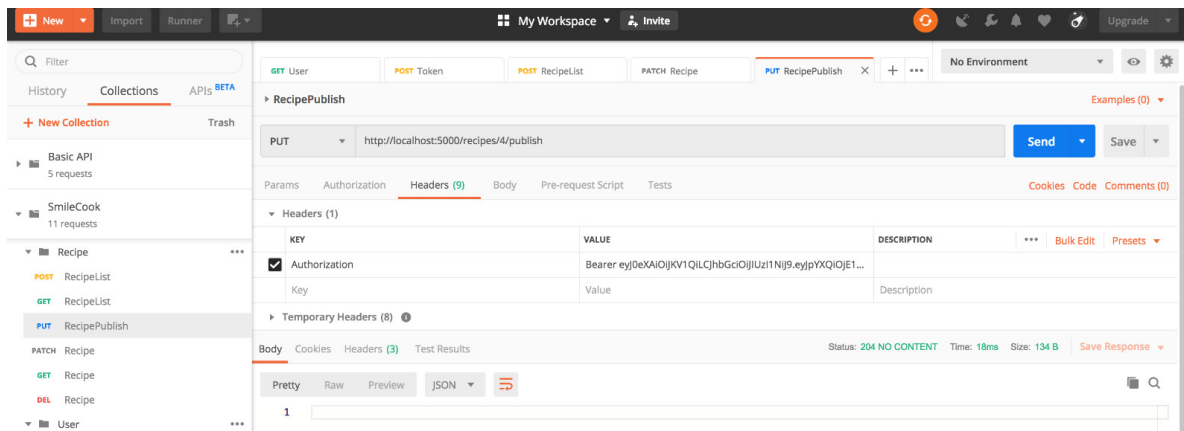 New Import Runner My Workspace Invite Upgrade
Filter
History Collections APIs BETA
+ New Collection Trash
Basic API
5 requests
SmileCook
11 requests
Recipe
POST RecipeList
GET RecipeList
PUT RecipePublish
PATCH Recipe
GET Recipe
DEL Recipe
User
GET User POST Token POST RecipeList PATCH Recipe PUT RecipePublish X + ••• No Environment
RecipePublish Examples (0)
PUT http://localhost:5000/recipes/4/publish Send Save
Params Authorization Headers (9) Body Pre-request Script Tests Cookies Code Comments (0)
Headers (1)
KEY VALUE DESCRIPTION ••• Bulk Edit Presets
Authorization Bearer eyJ0eXAiOiJKV1QiLCJhbGciOiJIUzI1NiJ9.eyJpYXQiOjE1...
Key Value Description
Temporary Headers (8)
Body Cookies Headers (3) Test Results Status: 204 NO CONTENT Time: 18ms Size: 134 B Save Response
Pretty Raw Preview JSON
1